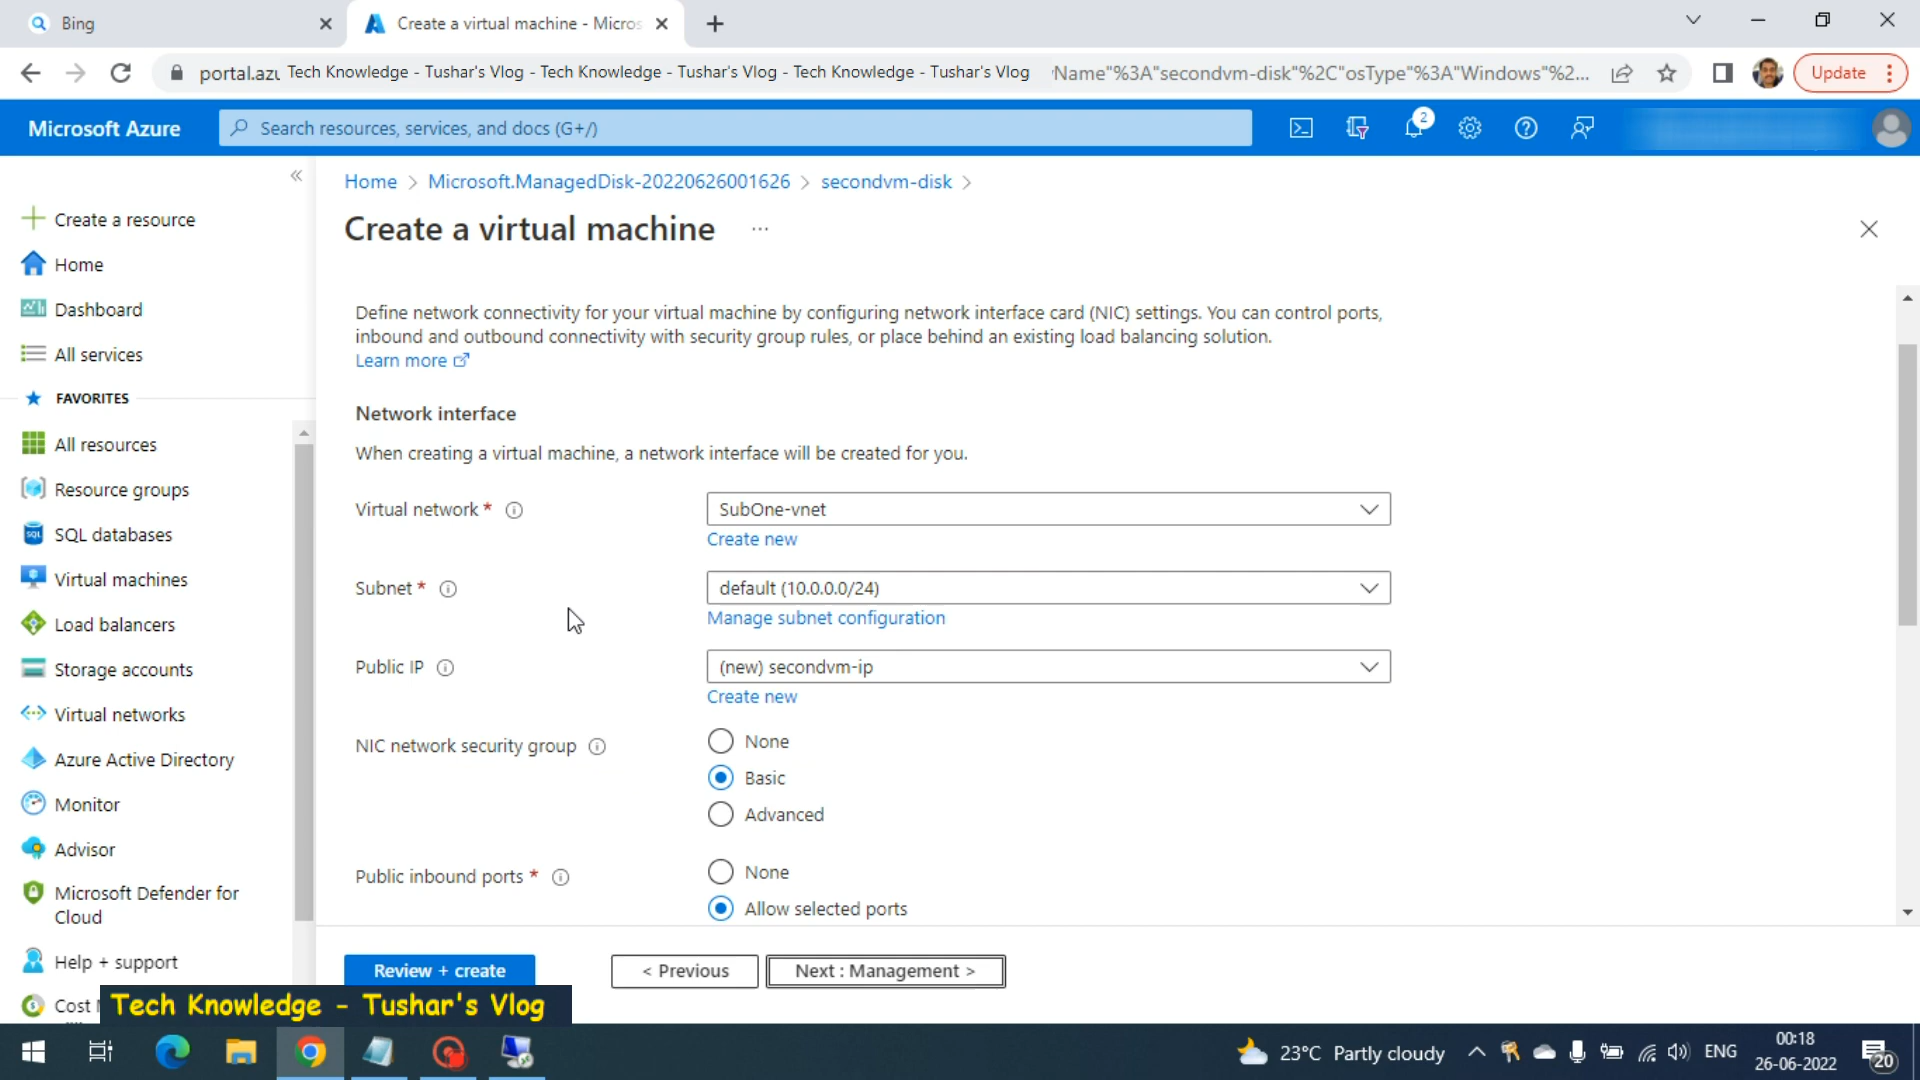 Bing
Create a virtual machine - Micros
portal.azu Tech Knowledge - Tushar's Vlog - Tech Knowledge - Tushar's Vlog - Tech Knowledge - Tushar's Vlog Name"%3A"secondvm-disk"%2C"osType"%3A"Windows"%2...
Update
Microsoft Azure
Search resources, services, and docs (G+/)
2
Home > Microsoft.ManagedDisk-20220626001626 > secondvm-disk >
Create a virtual machine ...
Create a resource
Home
Dashboard
All services
FAVORITES
All resources
Resource groups
SQL databases
Virtual machines
Load balancers
Storage accounts
Virtual networks
Azure Active Directory
Monitor
Advisor
Microsoft Defender for
Cloud
Help + support
Cost
Define network connectivity for your virtual machine by configuring network interface card (NIC) settings. You can control ports,
inbound and outbound connectivity with security group rules, or place behind an existing load balancing solution.
Learn more
Network interface
When creating a virtual machine, a network interface will be created for you.
Virtual network *
SubOne-vnet
Create new
Subnet *
default (10.0.0.0/24)
Manage subnet configuration
Public IP
(new) secondvm-ip
Create new
NIC network security group
None
Basic
Advanced
Public inbound ports *
None
Allow selected ports
Review + create
< Previous
Next : Management >
Tech Knowledge - Tushar's Vlog
23°C Partly cloudy
ENG
00:18
26-06-2022
20